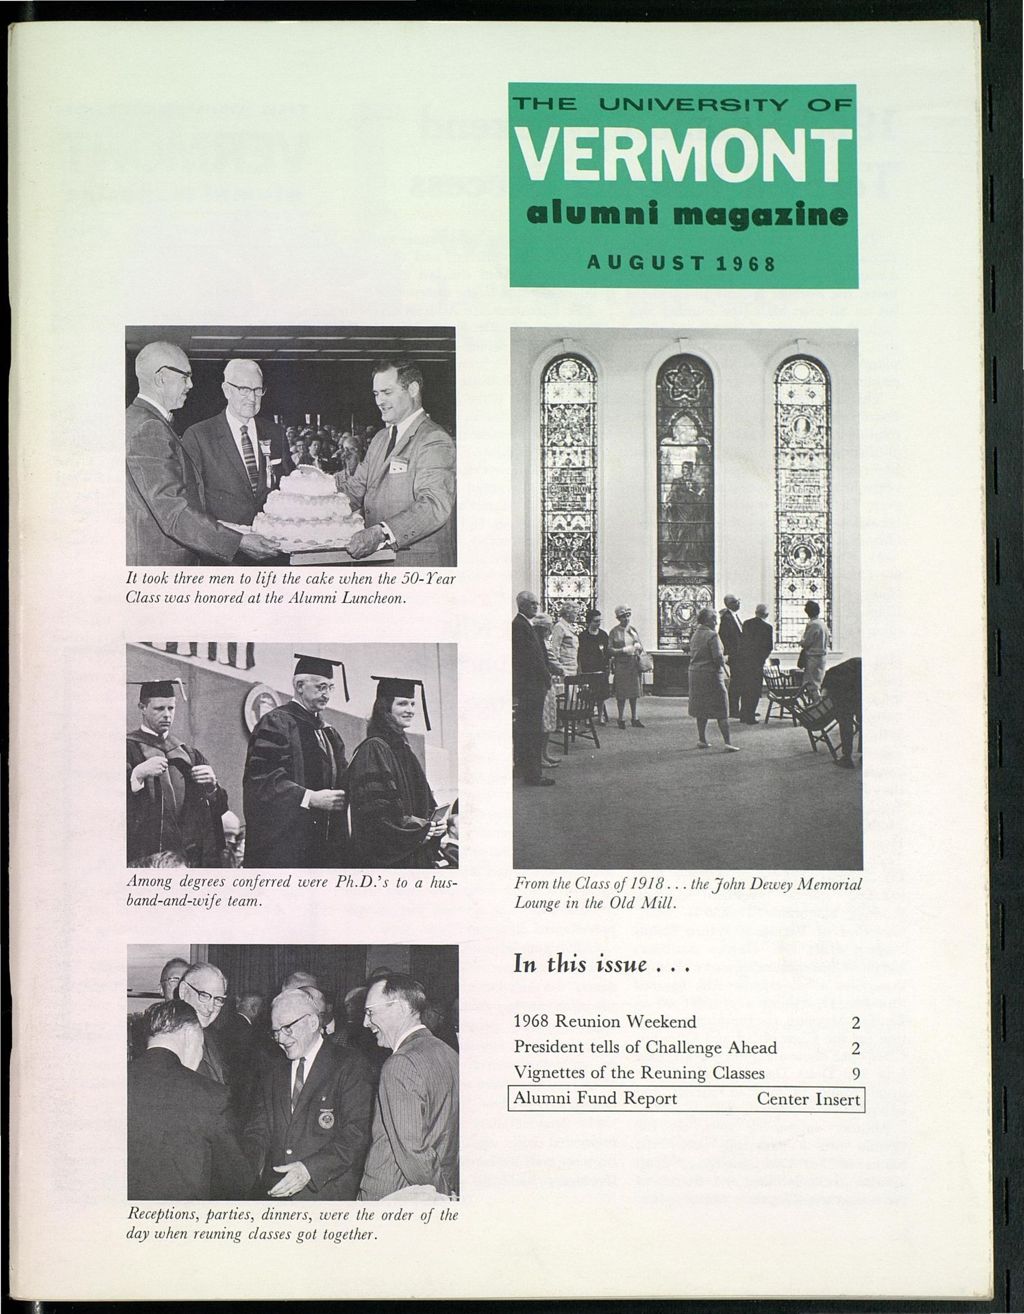 THE UNIVERSITY OF
VERMONT
alumni magazine
AUGUST 1968
It took three men to lift the cake when the 50-Year
Class was honored at the Alumni Luncheon.
Among degrees conferred were Ph.D.'s to a hus-
band-and-wife team.
Receptions, parties, dinners, were the order of the
day when reuning classes got together.
From the Class of 1918 . . . the John Dewey Memorial
Lounge in the Old Mill.
In this issue . . .
1968 Reunion Weekend 2
President tells of Challenge Ahead 2
Vignettes of the Reuning Classes 9
Alumni Fund Report Center Insert